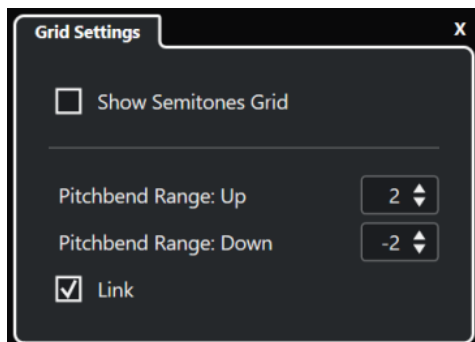 Grid Settings
X
Show Semitones Grid
Pitchbend Range: Up 2
Pitchbend Range: Down -2
Link